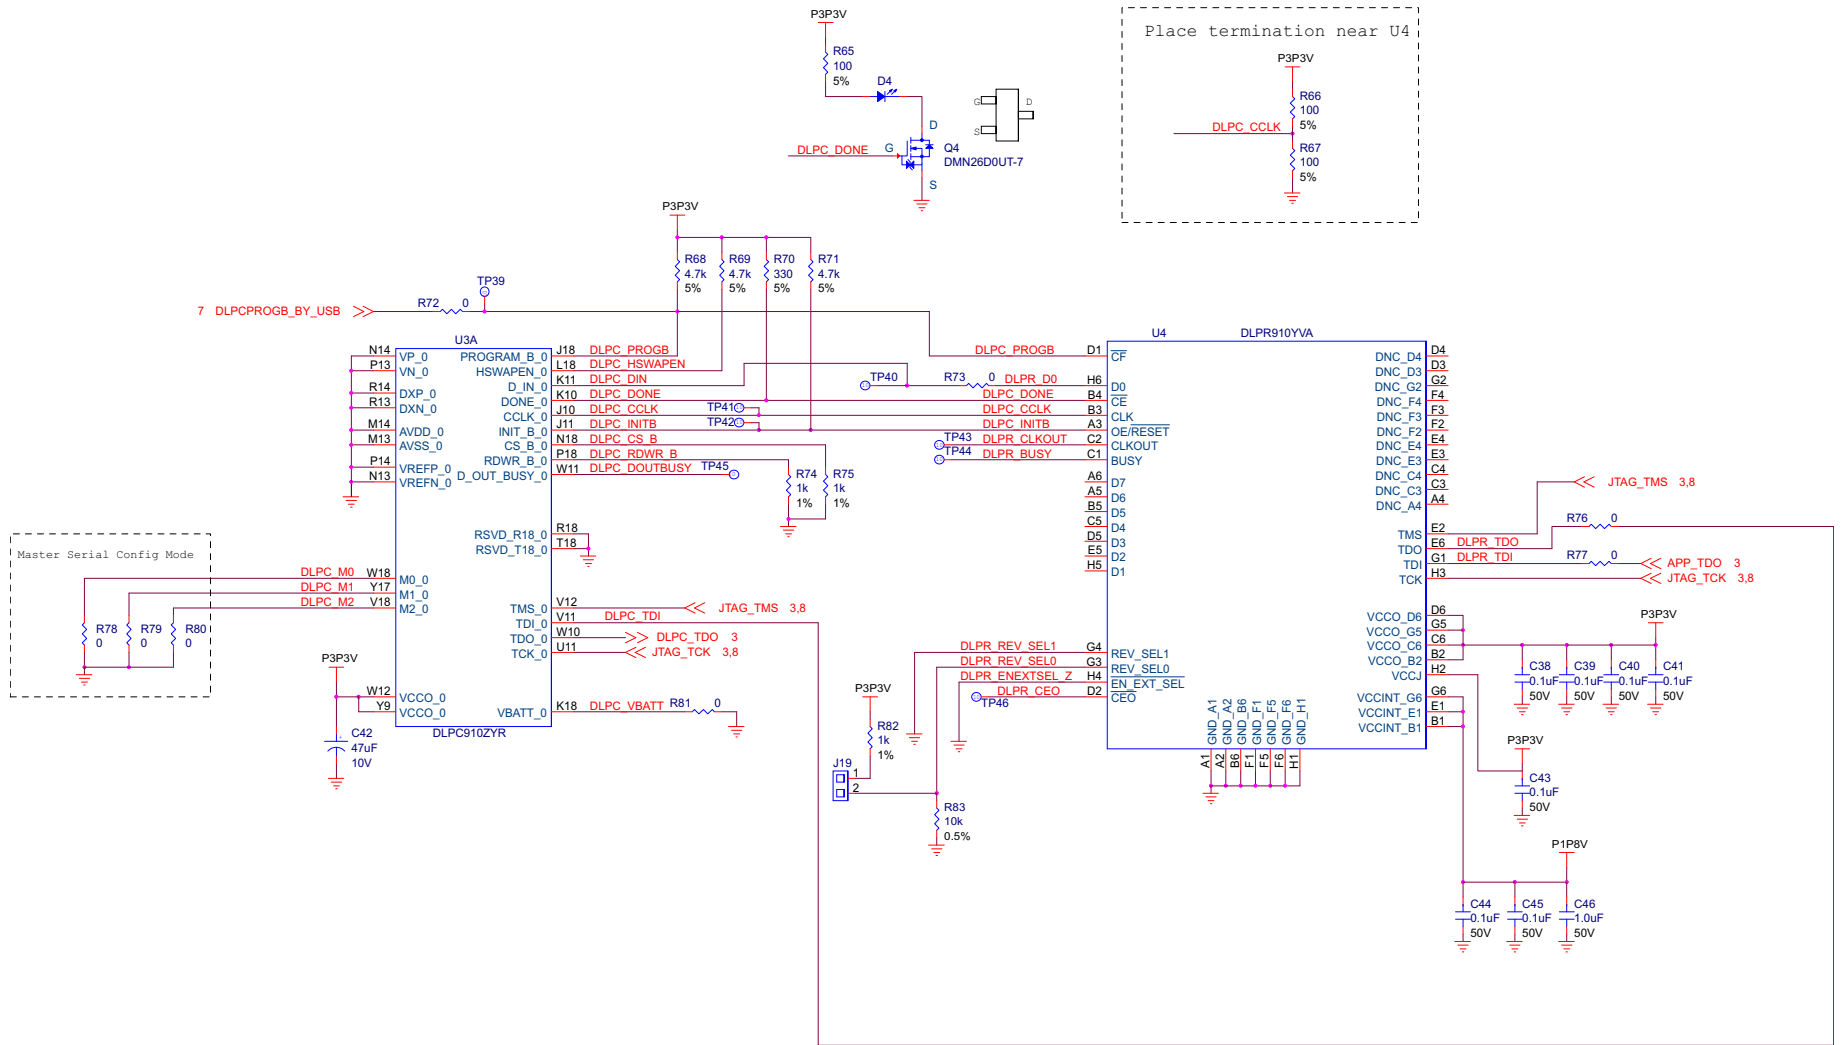 P3P3V
R65
100
5%
D4
D
G
DLPC_DONE
Q4
DMN26D0UT-7
S
G
D
S
Place termination near U4
P3P3V
R66
100
5%
DLPC_CCLK
R67
100
5%
P3P3V
R68
4.7k
5%
R69
4.7k
5%
R70
330
5%
R71
4.7k
5%
TP39
7 DLPCPROGB_BY_USB
R72 0
U3A
N14 VP_0
P13 VN_0
R14 DXP_0
R13 DXN_0
M14 AVDD_0
M13 AVSS_0
P14 VREFP_0
N13 VREFN_0
PROGRAM_B_0 J18 DLPC_PROGB
HSWAPEN_0 L18 DLPC_HSWAPEN
D_IN_0 K11 DLPC_DIN
DONE_0 K10 DLPC_DONE
CCLK_0 J10 DLPC_CCLK
INIT_B_0 J11 DLPC_INITB
CS_B_0 N18 DLPC_CS_B
RDWR_B_0 P18 DLPC_RDWR_B
D_OUT_BUSY_0 W11 DLPC_DOUTBUSY
TP45
TP41
TP42
R74
1k
1%
R75
1k
1%
RSVD_R18_0 R18
RSVD_T18_0 T18
Master Serial Config Mode
DLPC_M0 W18 M0_0
DLPC_M1 Y17 M1_0
DLPC_M2 V18 M2_0
R78
0
R79
0
R80
0
TMS_0 V12 JTAG_TMS 3,8
TDI_0 V11 DLPC_TDI
TDO_0 W10 DLPC_TDO 3
TCK_0 U11 JTAG_TCK 3,8
P3P3V
W12 VCCO_0
Y9 VCCO_0
VBATT_0 K18 DLPC_VBATT R81 0
DLPC910ZYR
C42
47uF
10V
U4 DLPR910YVA
DLPC_PROGB D1 CF
TP40 R73 0 DLPR_D0 H6 D0
DLPC_DONE B4 CE
DLPC_CCLK B3 CLK
DLPC_INITB A3 OE/RESET
TP43 DLPR_CLKOUT C2 CLKOUT
TP44 DLPR_BUSY C1 BUSY
A6 D7
A5 D6
B5 D5
C5 D4
D5 D3
E5 D2
H5 D1
DLPR_REV_SEL1 G4 REV_SEL1
DLPR_REV_SEL0 G3 REV_SEL0
DLPR_ENEXTSEL_Z H4 EN_EXT_SEL
TP46 DLPR_CEO D2 CEO
P3P3V
R82
1k
1%
J19
1
2
R83
10k
0.5%
GND_A1
GND_A2
GND_B6
GND_F1
GND_F5
GND_F6
GND_H1
A1
A2
B6
F1
F5
F6
H1
DNC_D4 D4
DNC_D3 D3
DNC_G2 G2
DNC_F4 F4
DNC_F3 F3
DNC_F2 F2
DNC_E4 E4
DNC_E3 E3
DNC_C4 C4
DNC_C3 C3
DNC_A4 A4
TMS E2 JTAG_TMS 3,8
TDO E6 DLPR_TDO R76 0
TDI G1 DLPR_TDI R77 0 APP_TDO 3
TCK H3 JTAG_TCK 3,8
VCCO_D6 D6
VCCO_G5 G5
VCCO_C6 C6
VCCO_B2 B2
VCCJ H2
VCCINT_G6 G6
VCCINT_E1 E1
VCCINT_B1 B1
P3P3V
C38
0.1uF
50V
C39
0.1uF
50V
C40
0.1uF
50V
C41
0.1uF
50V
P3P3V
C43
0.1uF
50V
P1P8V
C44
0.1uF
50V
C45
0.1uF
50V
C46
1.0uF
50V